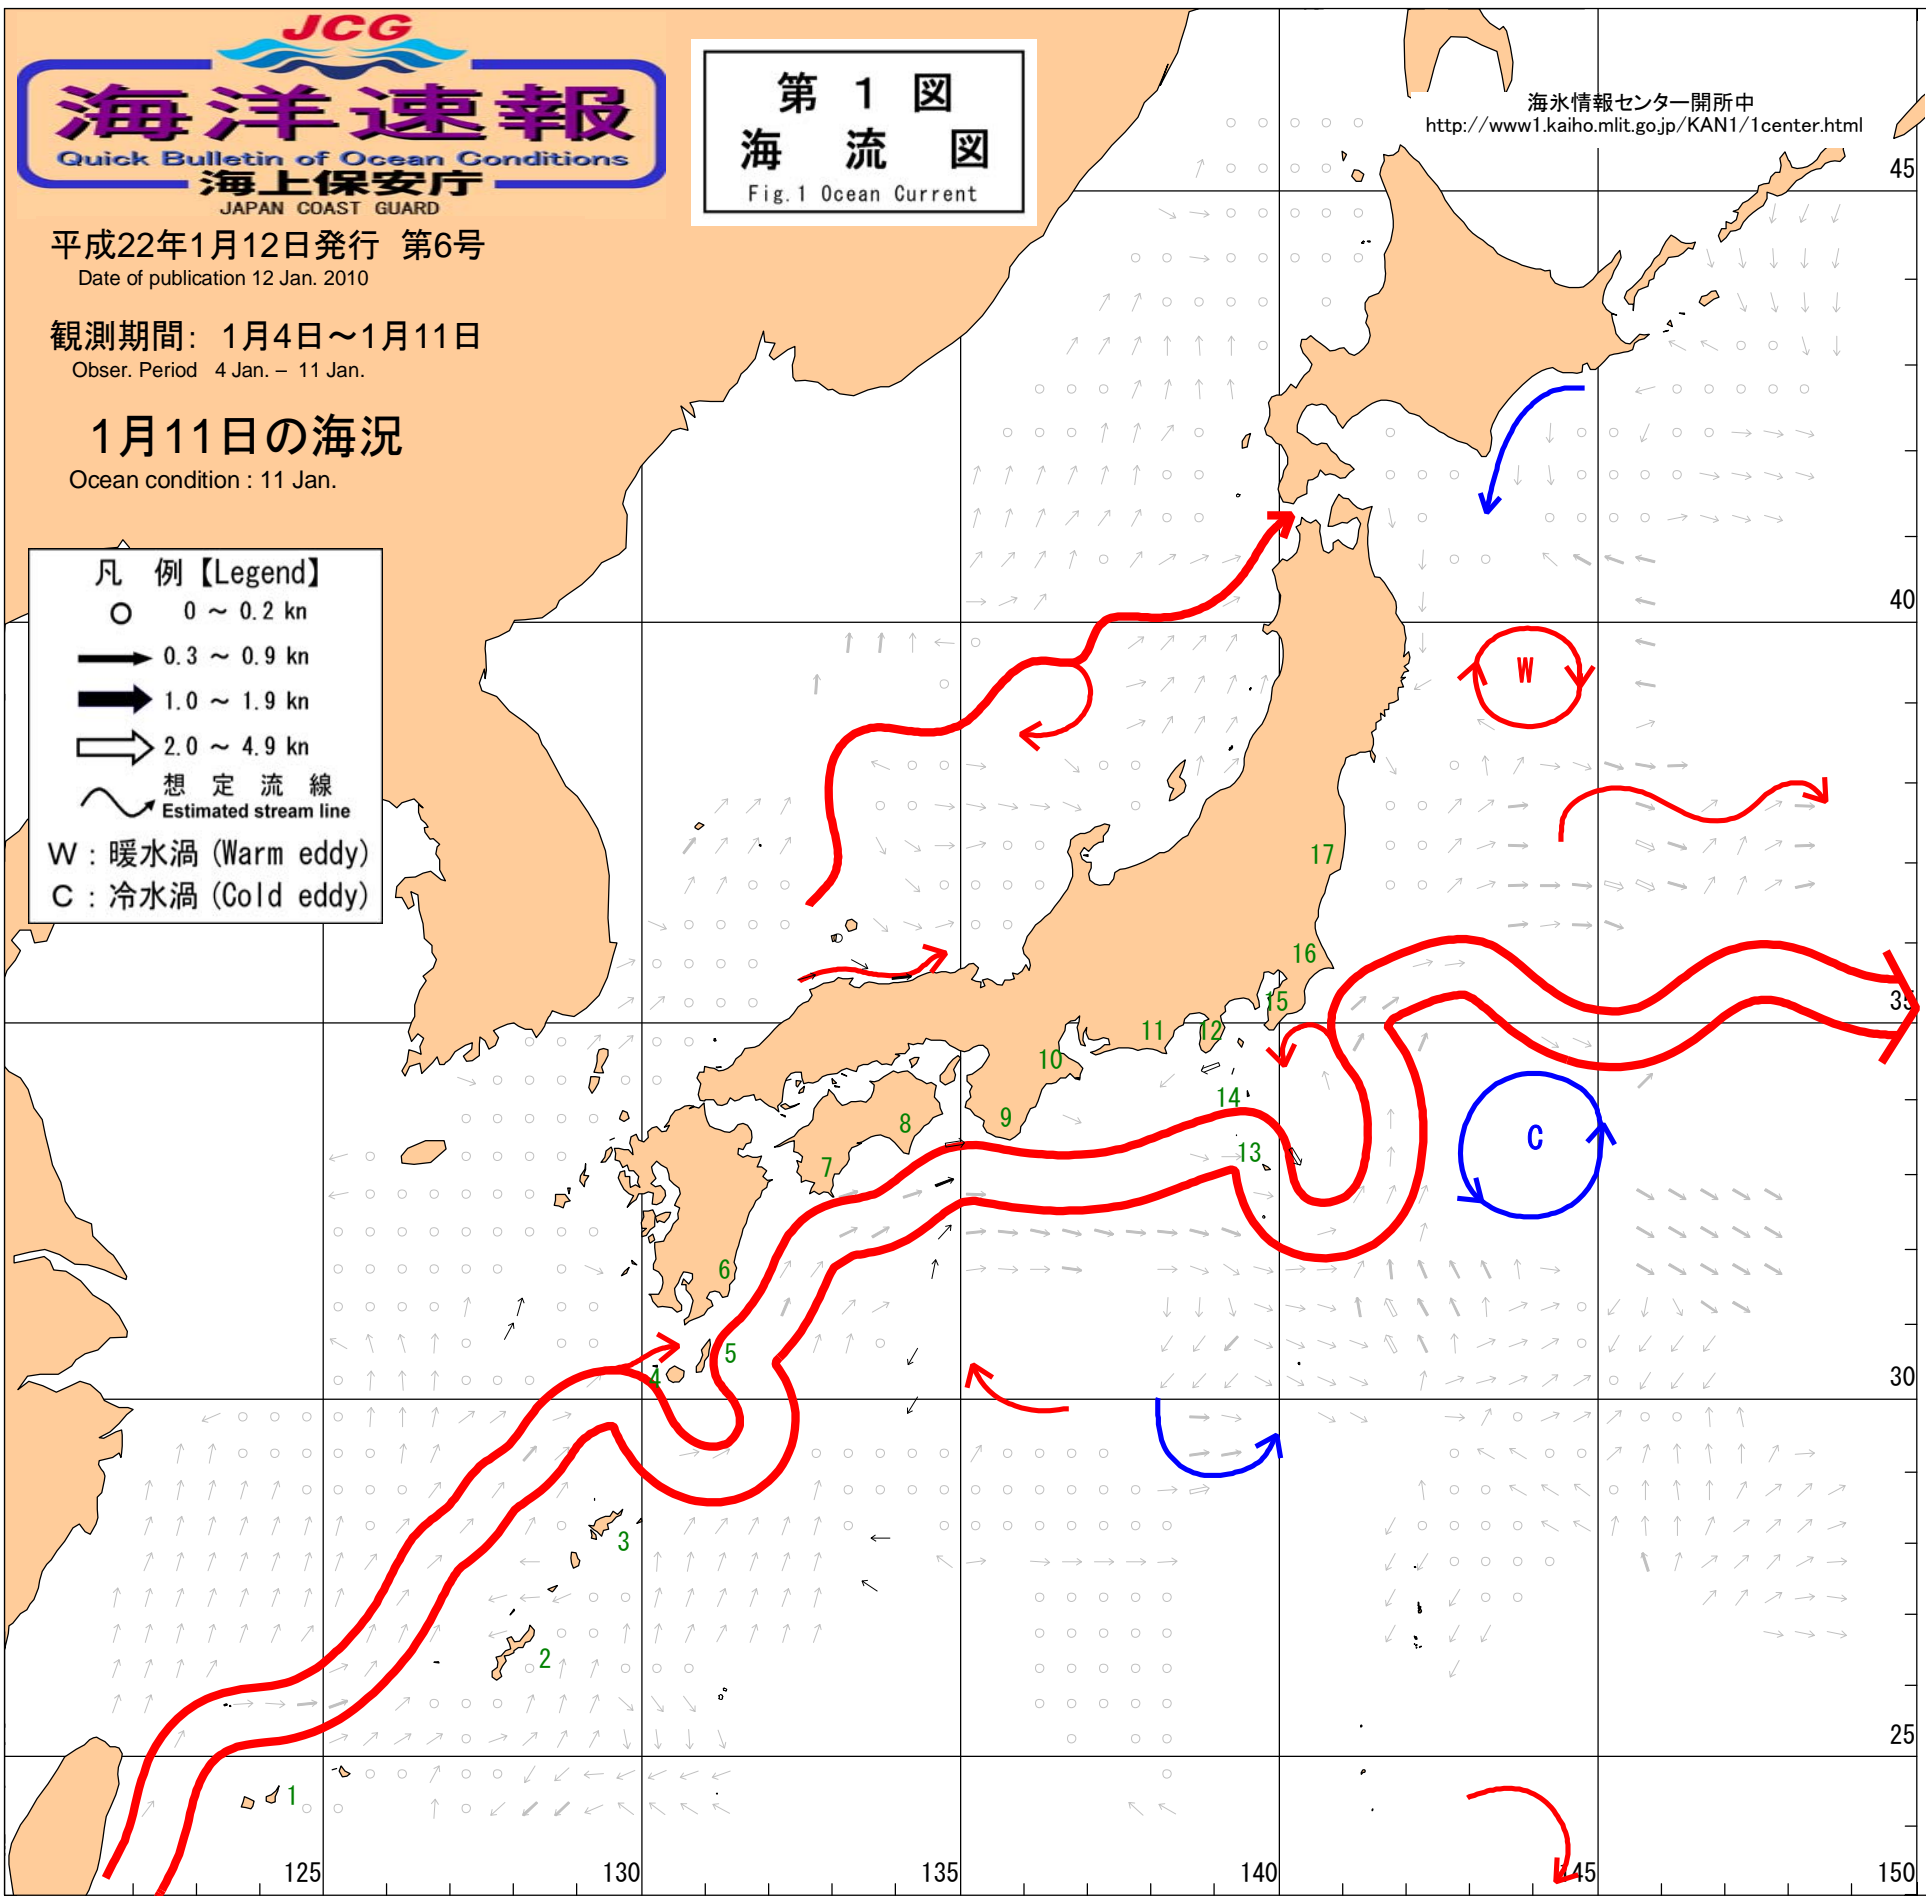 JCG
海洋速報
Quick Bulletin of Ocean Conditions
海上保安庁
JAPAN COAST GUARD
平成22年1月12日発行 第6号
Date of publication 12 Jan. 2010
観測期間: 1月4日～1月11日
Obser. Period 4 Jan. – 11 Jan.
1月11日の海況
Ocean condition : 11 Jan.
第 1 図
海 流 図
Fig.1 Ocean Current
海氷情報センター開所中
http://www1.kaiho.mlit.go.jp/KAN1/1center.html
凡 例【Legend】
0 ～ 0.2 kn
0.3 ～ 0.9 kn
1.0 ～ 1.9 kn
2.0 ～ 4.9 kn
想 定 流 線
Estimated stream line
W : 暖水渦 (Warm eddy)
C : 冷水渦 (Cold eddy)
45
40
W
17
16
35
15
12
11
10
14
9
8
C
13
7
6
5
4
30
3
2
25
1
125
130
135
140
145
150